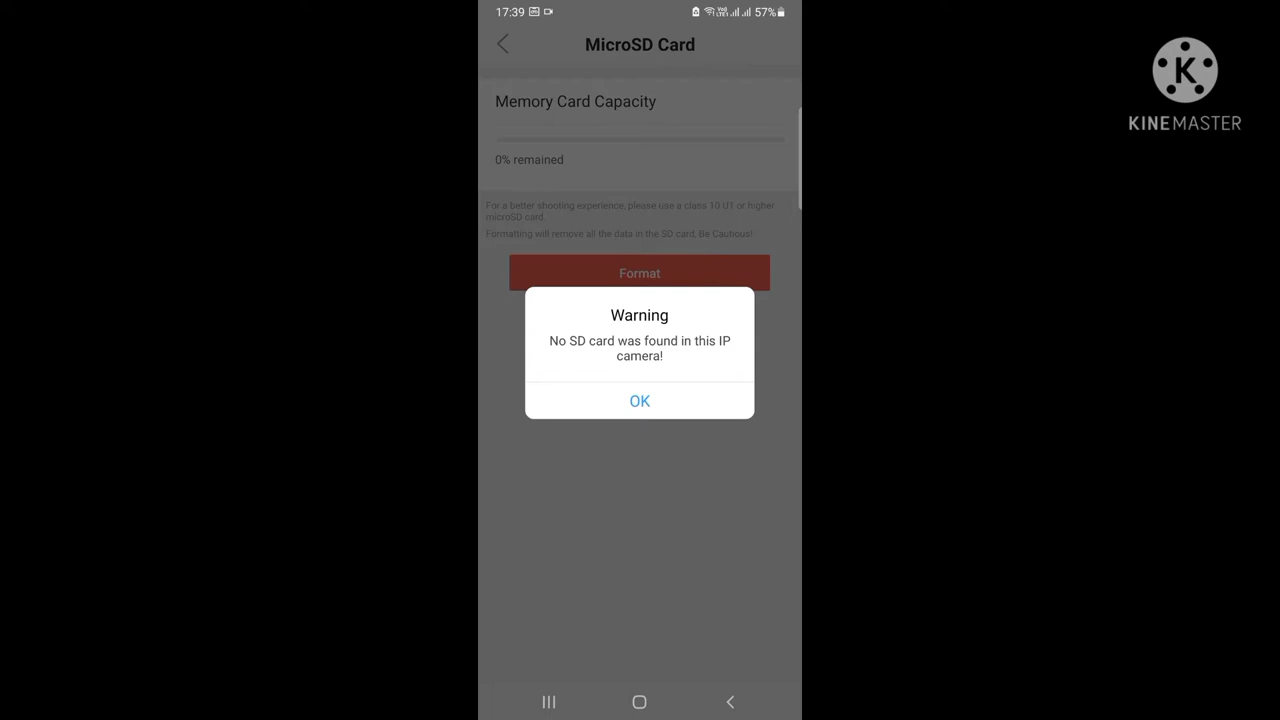 17:39
57%
MicroSD Card
K
KINEMASTER
Memory Card Capacity
0% remained
For a better shooting experience, please use a class 10 U1 or higher
microSD card.
Formatting will remove all the data in the SD card, Be Cautious!
Format
Warning
No SD card was found in this IP
camera!
OK